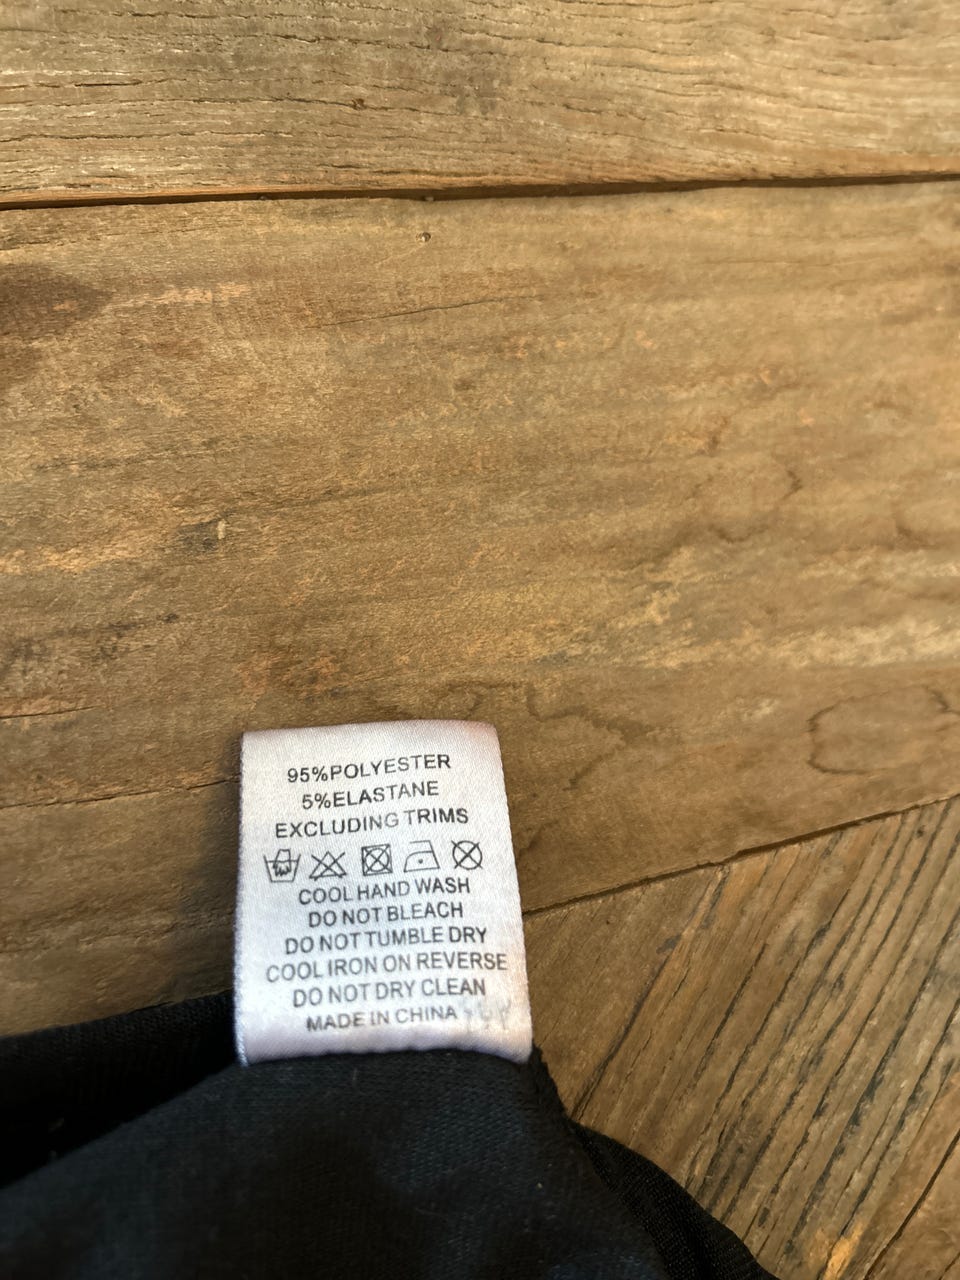 95%POLYESTER
5%ELASTANE
EXCLUDING TRIMS
COOL HAND WASH
DO NOT BLEACH
DO NOT TUMBLE DRY
COOL IRON ON REVERSE
DO NOT DRY CLEAN
MADE IN CHINA